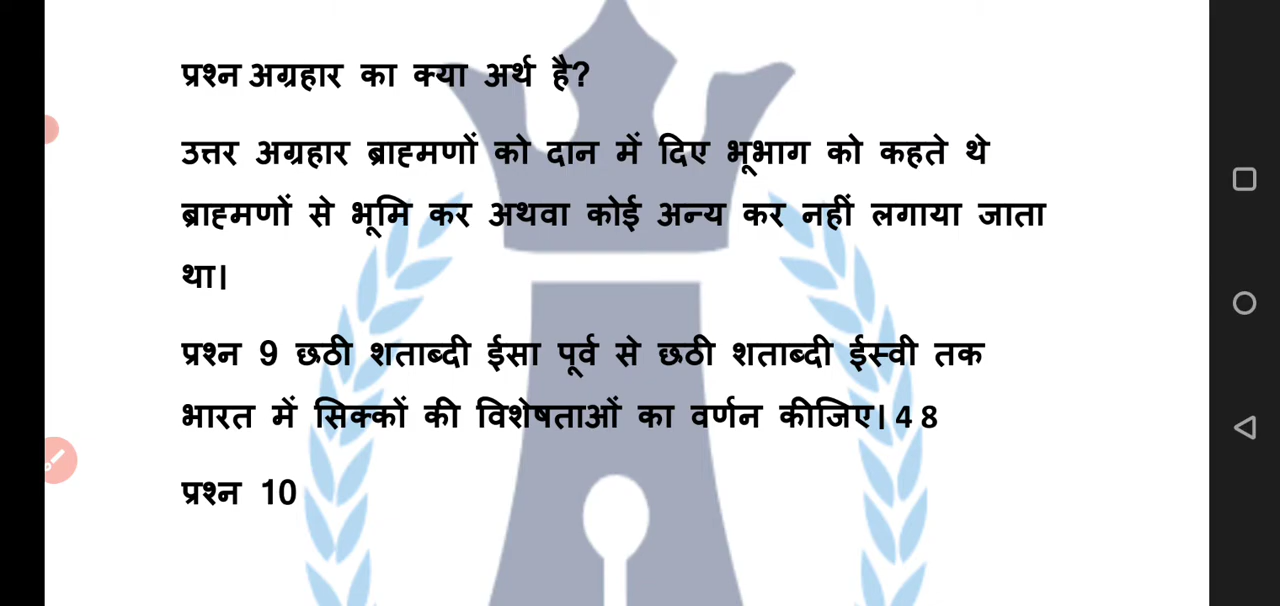 प्रश्न अग्रहार का क्या अर्थ है?
उत्तर अग्रहार ब्राह्मणों को दान में दिए भूभाग को कहते थे
ब्राह्मणों से भूमि कर अथवा कोई अन्य कर नहीं लगाया जाता
था।
प्रश्न 9 छठी शताब्दी ईसा पूर्व से छठी शताब्दी ईस्वी तक
भारत में सिक्कों की विशेषताओं का वर्णन कीजिए। 4 8
प्रश्न 10